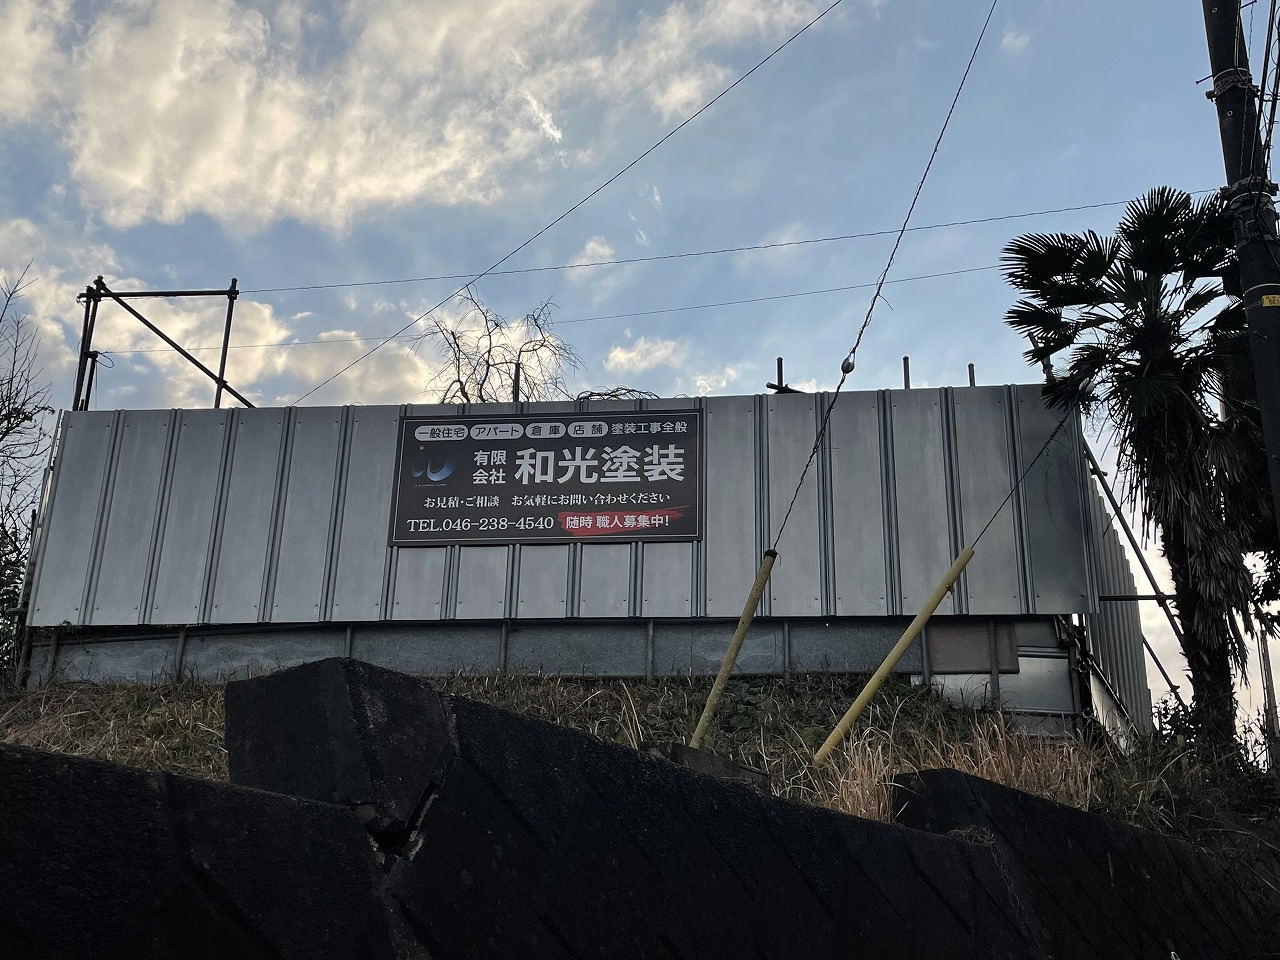 一般住宅 アパート 倉庫 店舗 塗装工事全般
有限会社 和光塗装
お見積・ご相談 お気軽にお問い合わせください
TEL.046-238-4540 随時 職人募集中!